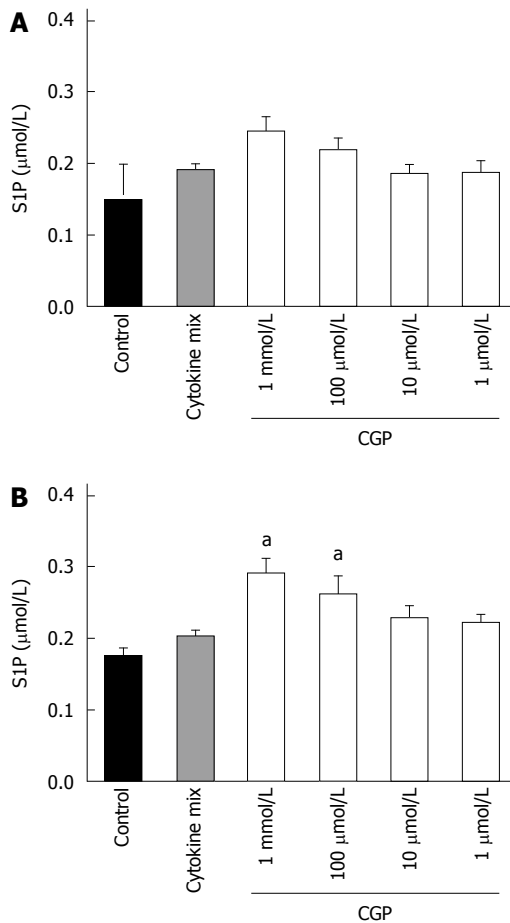 A
0.4
0.3
0.2
0.1
0.0
S1P (μmol/L)
Control
Cytokine mix
1 mmol/L
100 μmol/L
10 μmol/L
1 μmol/L
CGP
B
0.4
0.3
0.2
0.1
0.0
S1P (μmol/L)
a
a
Control
Cytokine mix
1 mmol/L
100 μmol/L
10 μmol/L
1 μmol/L
CGP